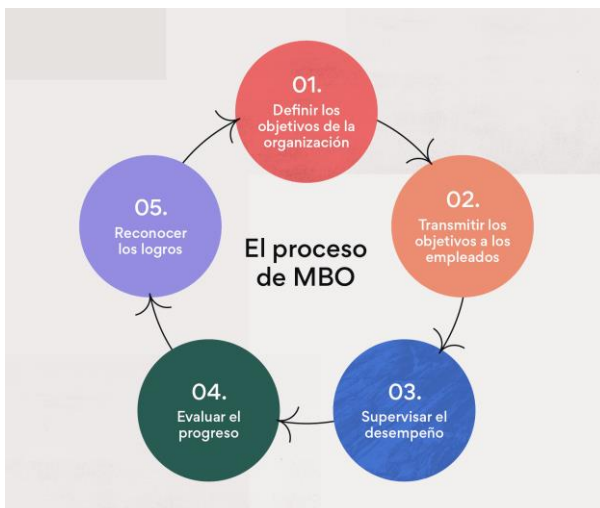 01.
Definir los
objetivos de la
organización
02.
Transmitir los
objetivos a los
empleados
03.
Supervisar el
desempeño
04.
Evaluar el
progreso
05.
Reconocer
los logros
El proceso
de MBO